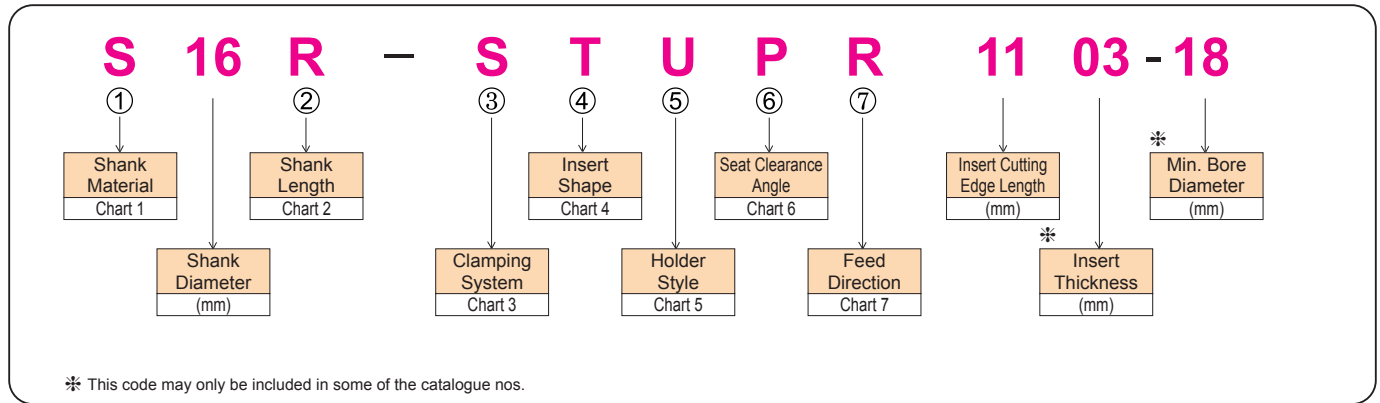 S 16 R – S T U P R 11 03 - 18
① ② ③ ④ ⑤ ⑥ ⑦
Shank
Material
Chart 1
Shank
Length
Chart 2
Insert
Shape
Chart 4
Seat Clearance
Angle
Chart 6
Insert Cutting
Edge Length
(mm)
❉
Min. Bore
Diameter
(mm)
Shank
Diameter
(mm)
Clamping
System
Chart 3
Holder
Style
Chart 5
Feed
Direction
Chart 7
❉
Insert
Thickness
(mm)
❉ This code may only be included in some of the catalogue nos.